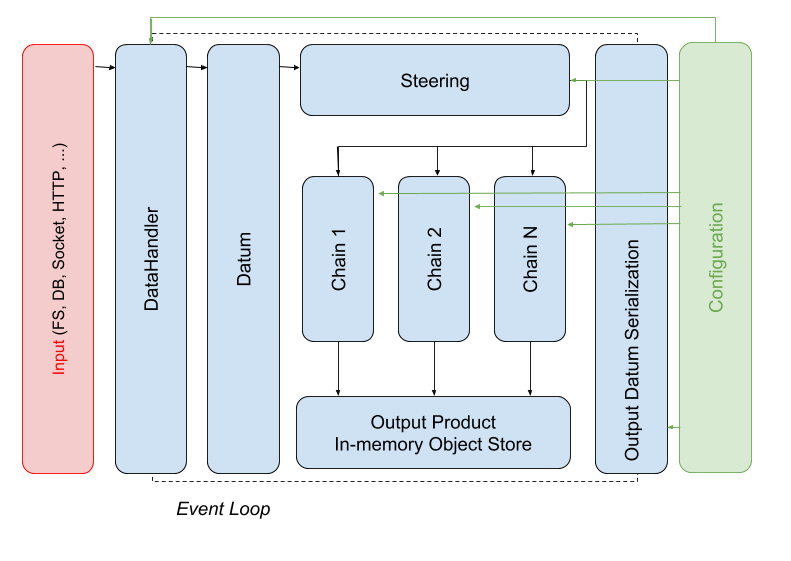 Input (FS, DB, Socket, HTTP, ...)
DataHandler
Datum
Steering
Chain 1
Chain 2
Chain N
Output Product
In-memory Object Store
Output Datum Serialization
Configuration
Event Loop